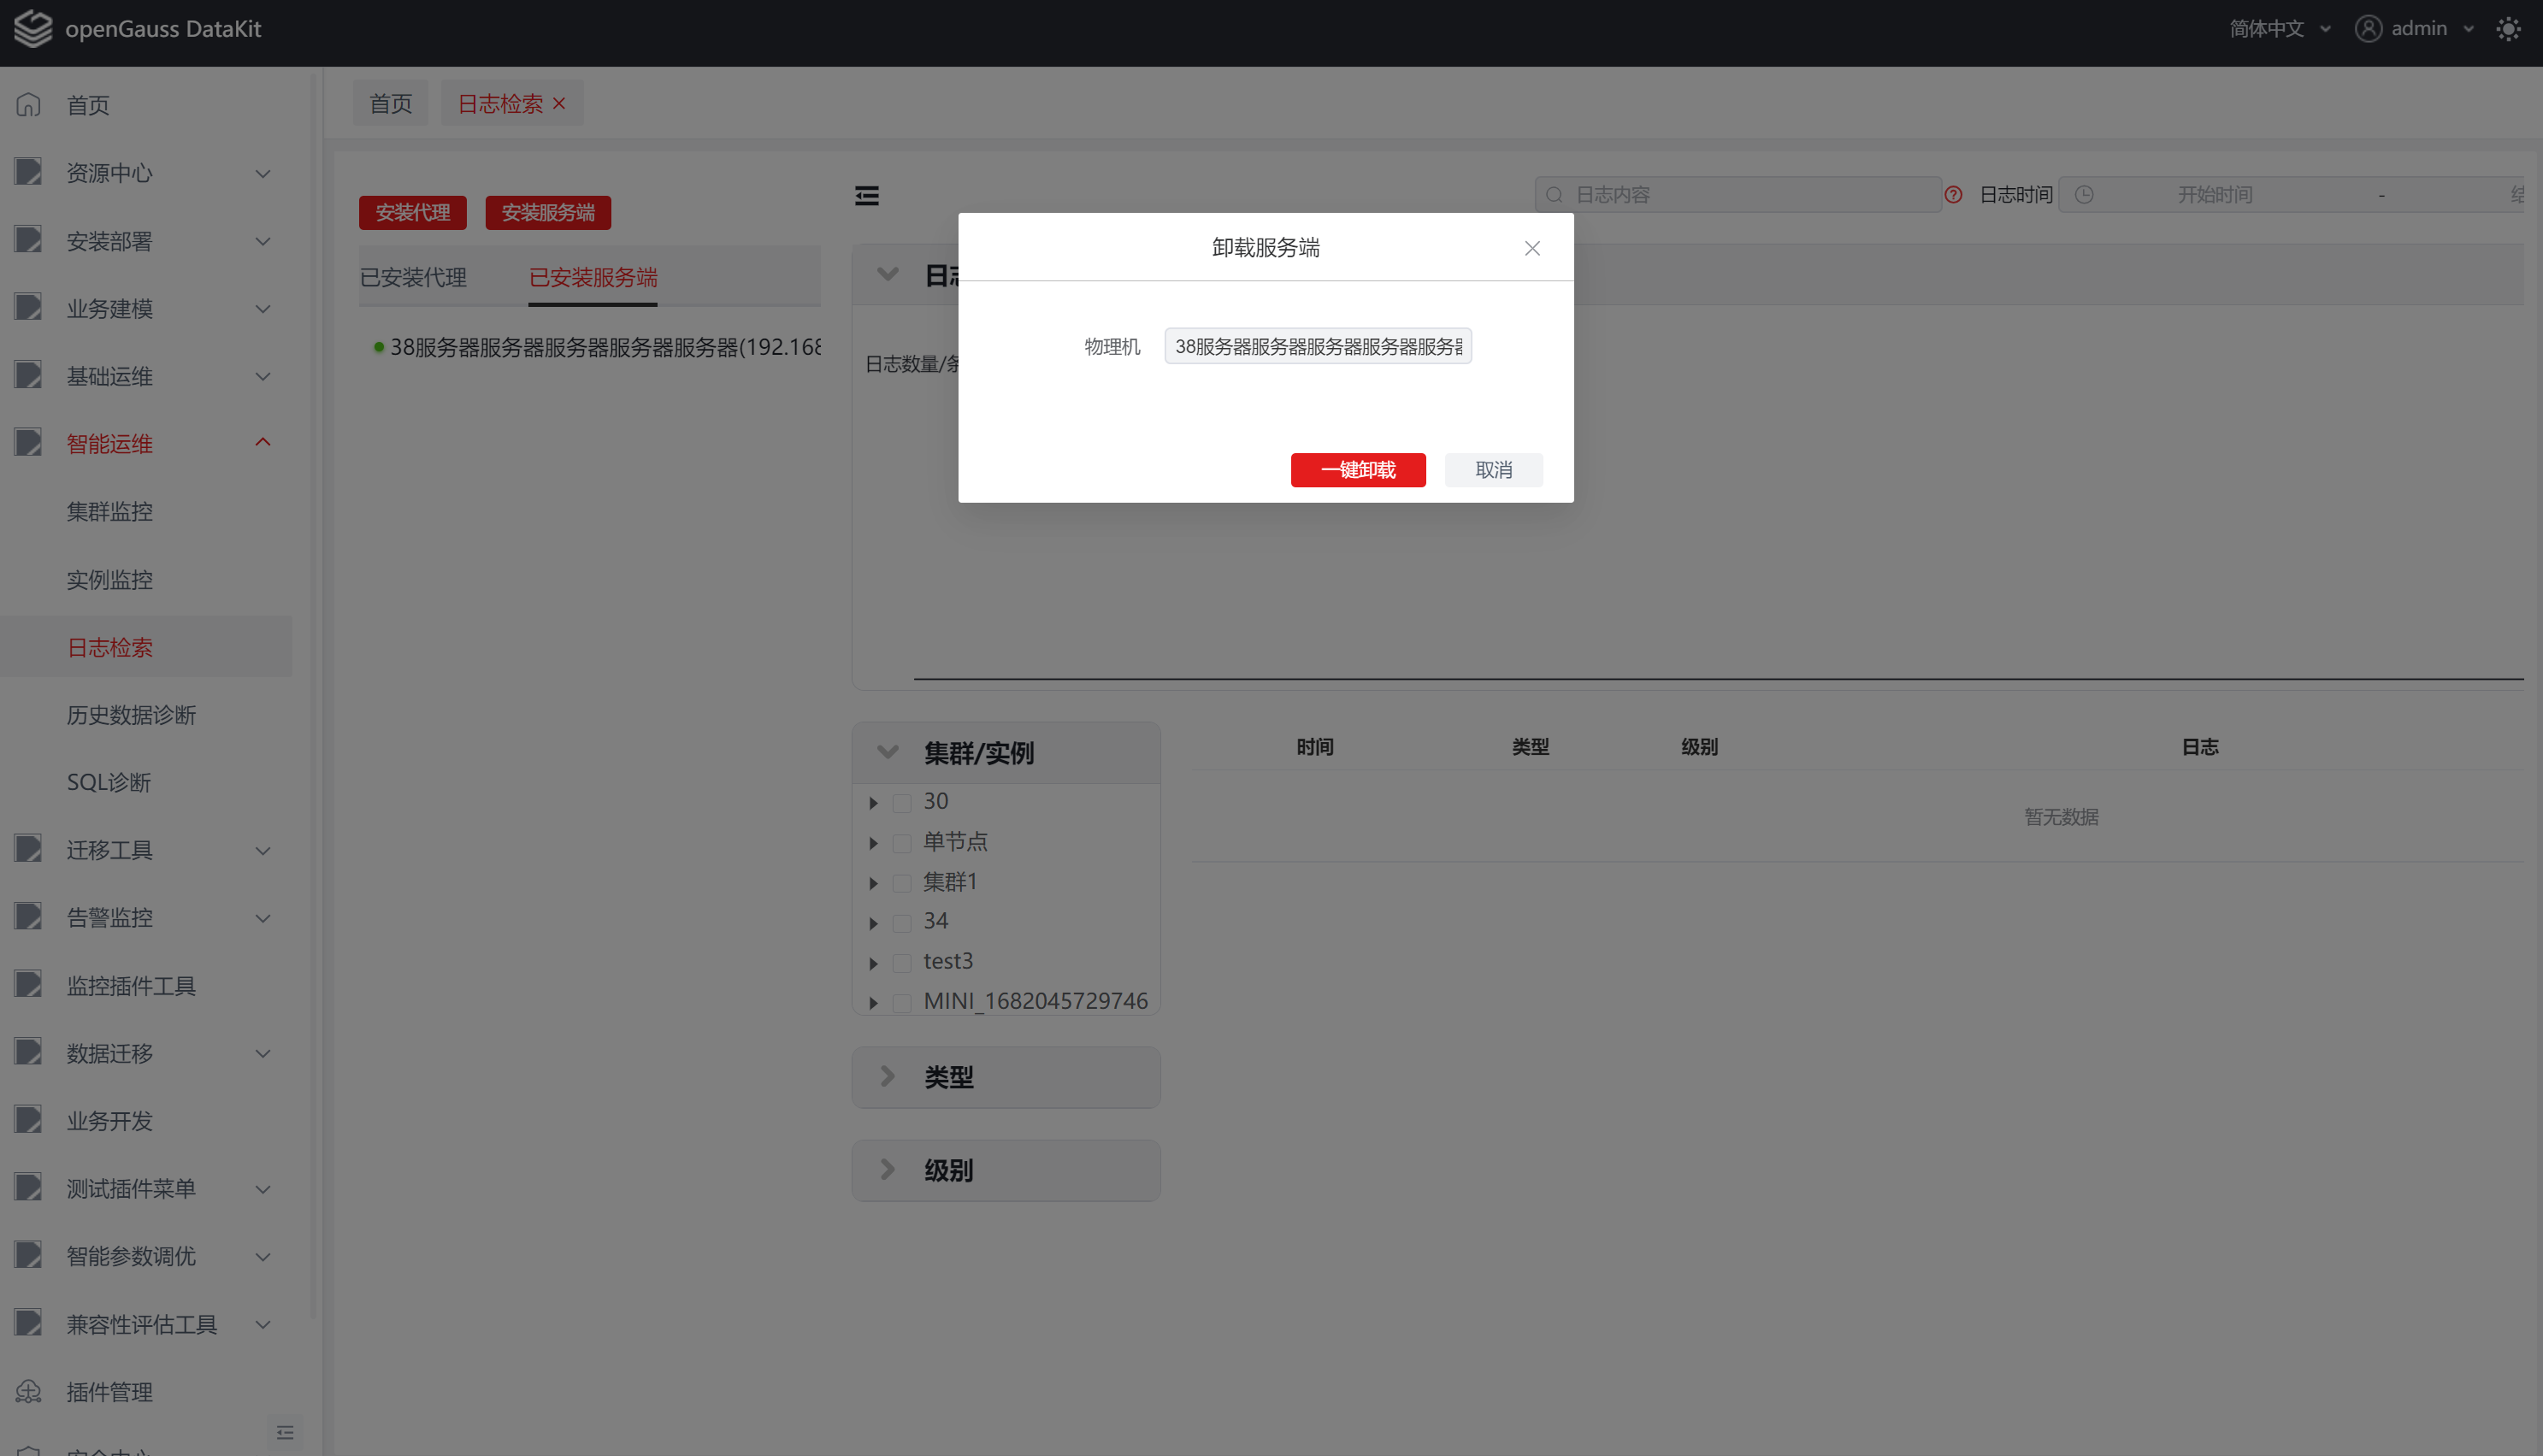 openGauss DataKit
简体中文
admin
首页
资源中心
安装部署
业务建模
基础运维
智能运维
集群监控
实例监控
日志检索
历史数据诊断
SQL诊断
迁移工具
告警监控
监控插件工具
数据迁移
业务开发
测试插件菜单
智能参数调优
兼容性评估工具
插件管理
首页
日志检索
安装代理
安装服务端
已安装代理
已安装服务端
38服务器服务器服务器服务器服务器(192.168
日志内容
日志时间
开始时间
-
日志数量/条
集群/实例
30
单节点
集群1
34
test3
MINI_1682045729746
类型
级别
时间
类型
级别
日志
暂无数据
卸载服务端
物理机
38服务器服务器服务器服务器服务器
一键卸载
取消